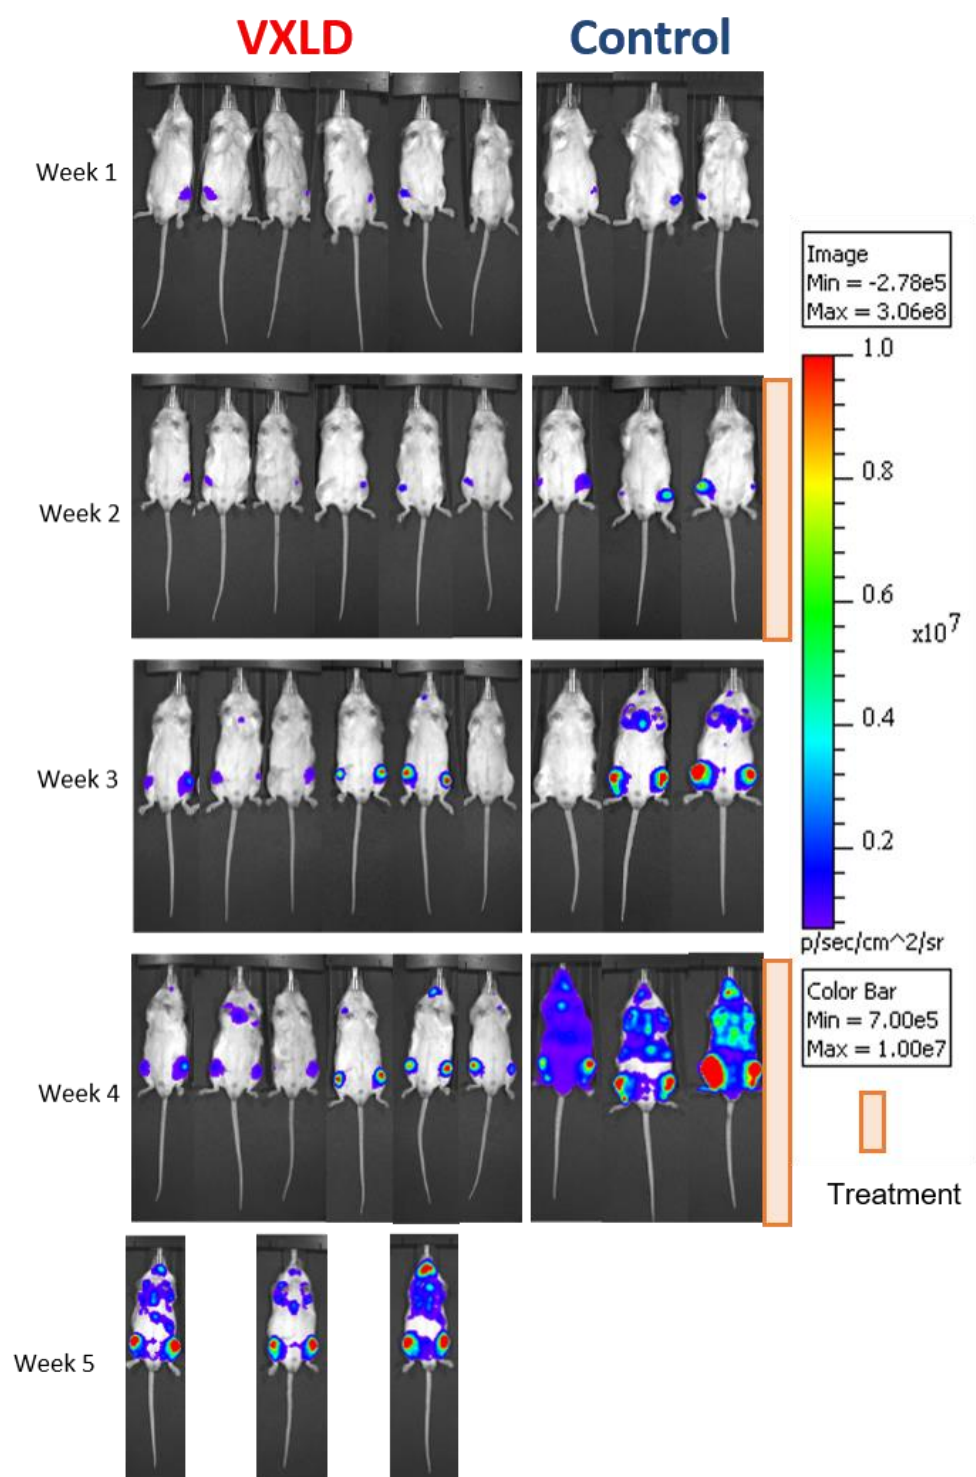 VXLD
Control
Week 1
Image
Min = -2.78e5
Max = 3.06e8
1.0
0.8
Week 2
0.6
x10^7
0.4
Week 3
0.2
p/sec/cm^2/sr
Color Bar
Min = 7.00e5
Max = 1.00e7
Week 4
Treatment
Week 5